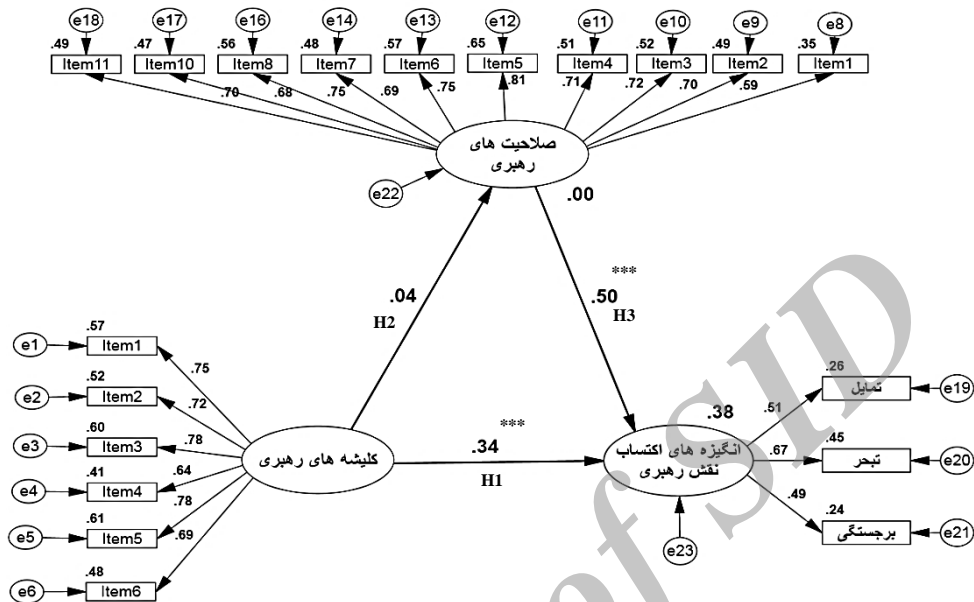 e18 e17 e16 e14 e13 e12 e11 e10 e9 e8
.49 .47 .56 .48 .57 .65 .51 .52 .49 .35
Item11 Item10 Item8 Item7 Item6 Item5 Item4 Item3 Item2 Item1
.70 .68 .75 .69 .75 .81 .71 .72 .70 .59
صلاحیت های
رهبری
e22
.00
.04
H2
***
.50
H3
e1
.57
Item1
.75
e2
.52
Item2
.72
e3
.60
Item3
.78
e4
.41
Item4
.64
e5
.61
Item5
.78
e6
.48
Item6
.69
کلیشه های رهبری
***
.34
H1
.38
انگیزه های اکتساب
نقش رهبری
e23
.51
.26
تمایل
e19
.67
.45
تبحر
e20
.49
.24
برجستگی
e21
of SID